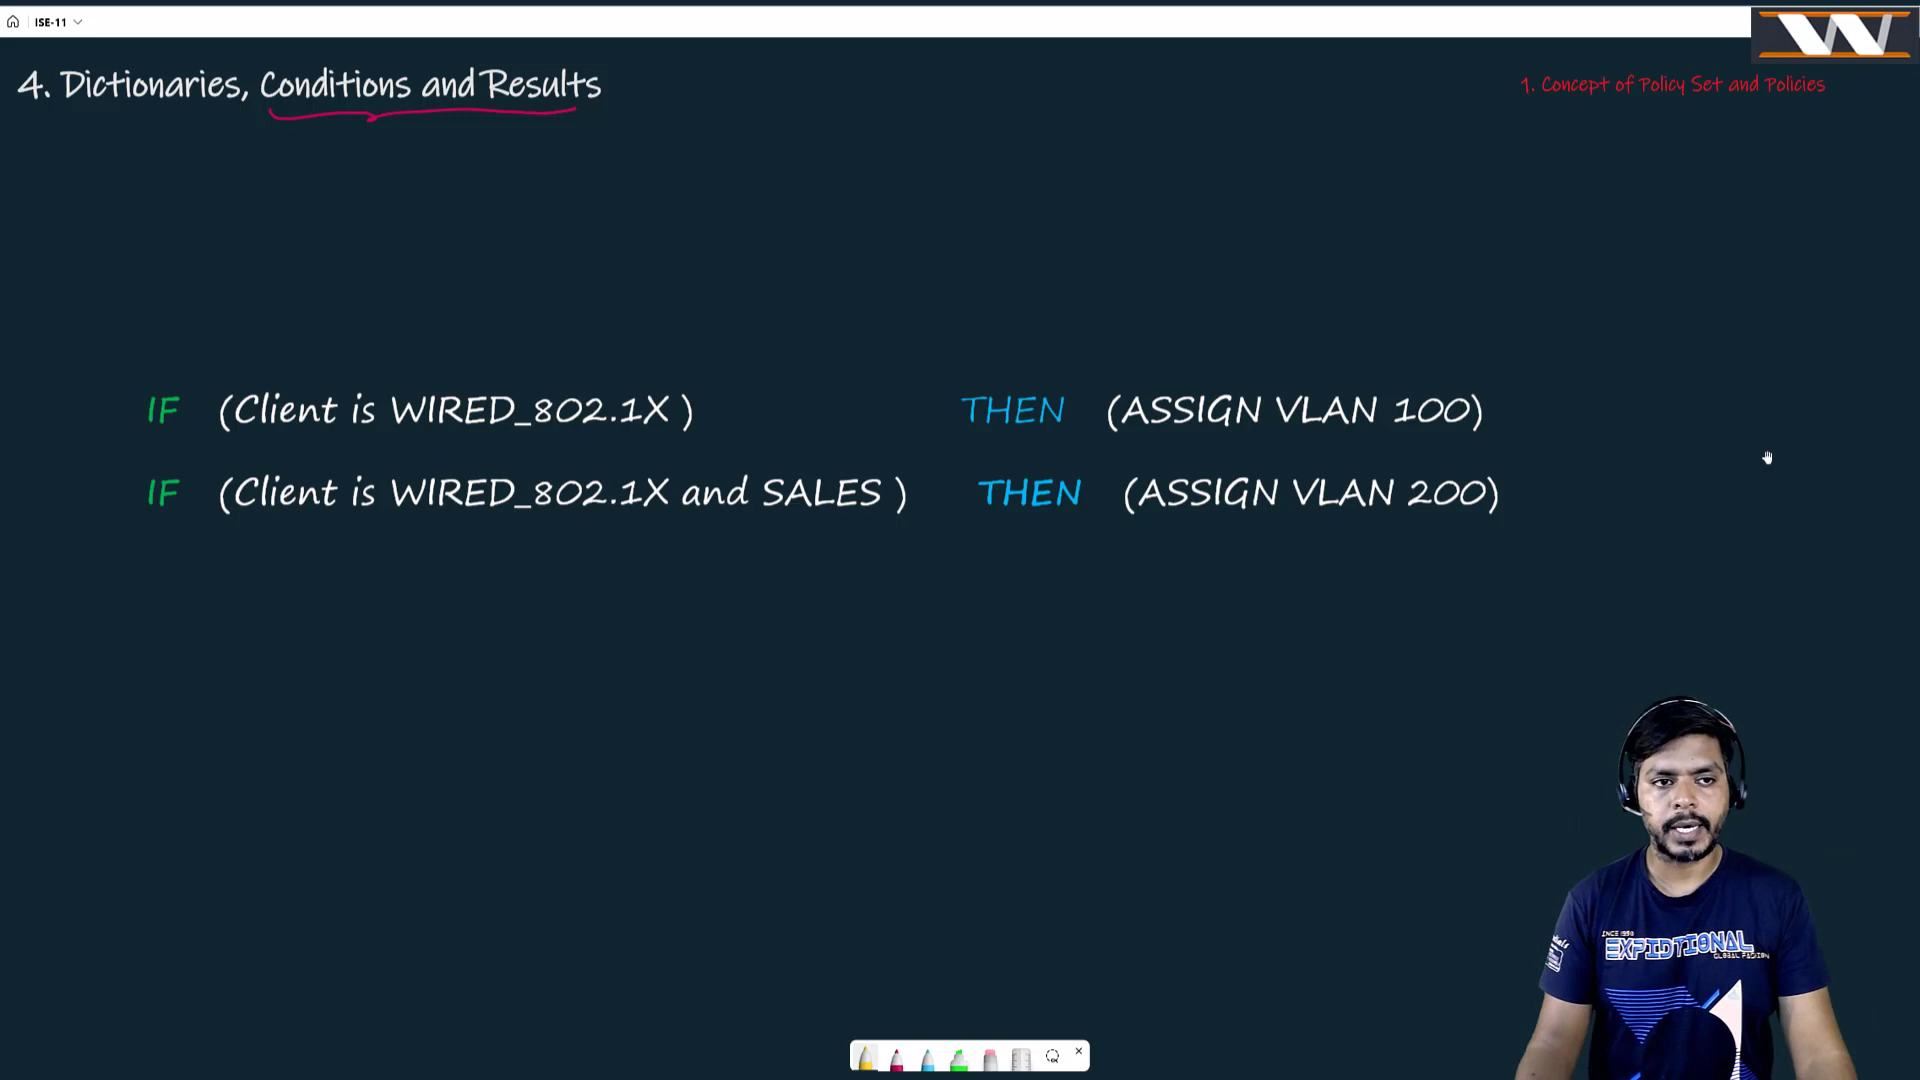 ISE-11
4. Dictionaries, Conditions and Results
1. Concept of Policy Set and Policies
IF (Client is WIRED_802.1X ) THEN (ASSIGN VLAN 100)
IF (Client is WIRED_802.1X and SALES ) THEN (ASSIGN VLAN 200)
EXPIDTIONAL